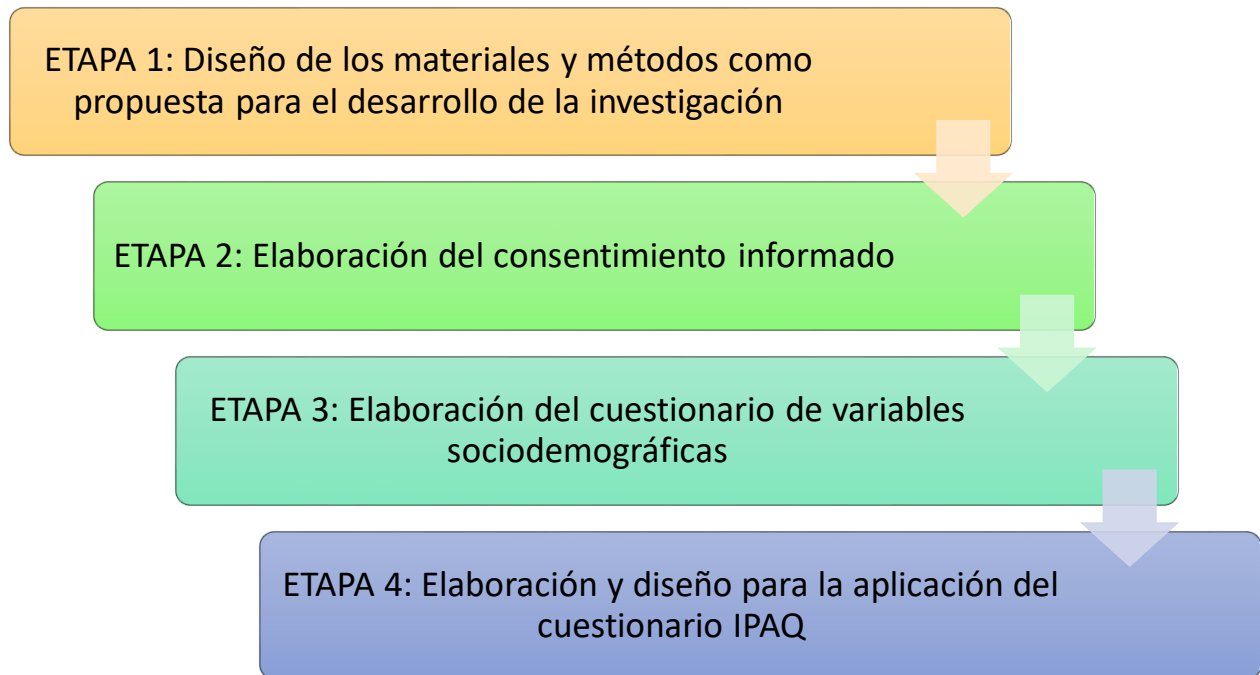 ETAPA 1: Diseño de los materiales y métodos como
propuesta para el desarrollo de la investigación
ETAPA 2: Elaboración del consentimiento informado
ETAPA 3: Elaboración del cuestionario de variables
sociodemográficas
ETAPA 4: Elaboración y diseño para la aplicación del
cuestionario IPAQ